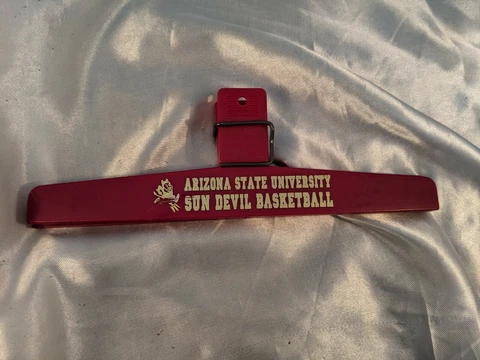 ARIZONA STATE UNIVERSITY
SUN DEVIL BASKETBALL